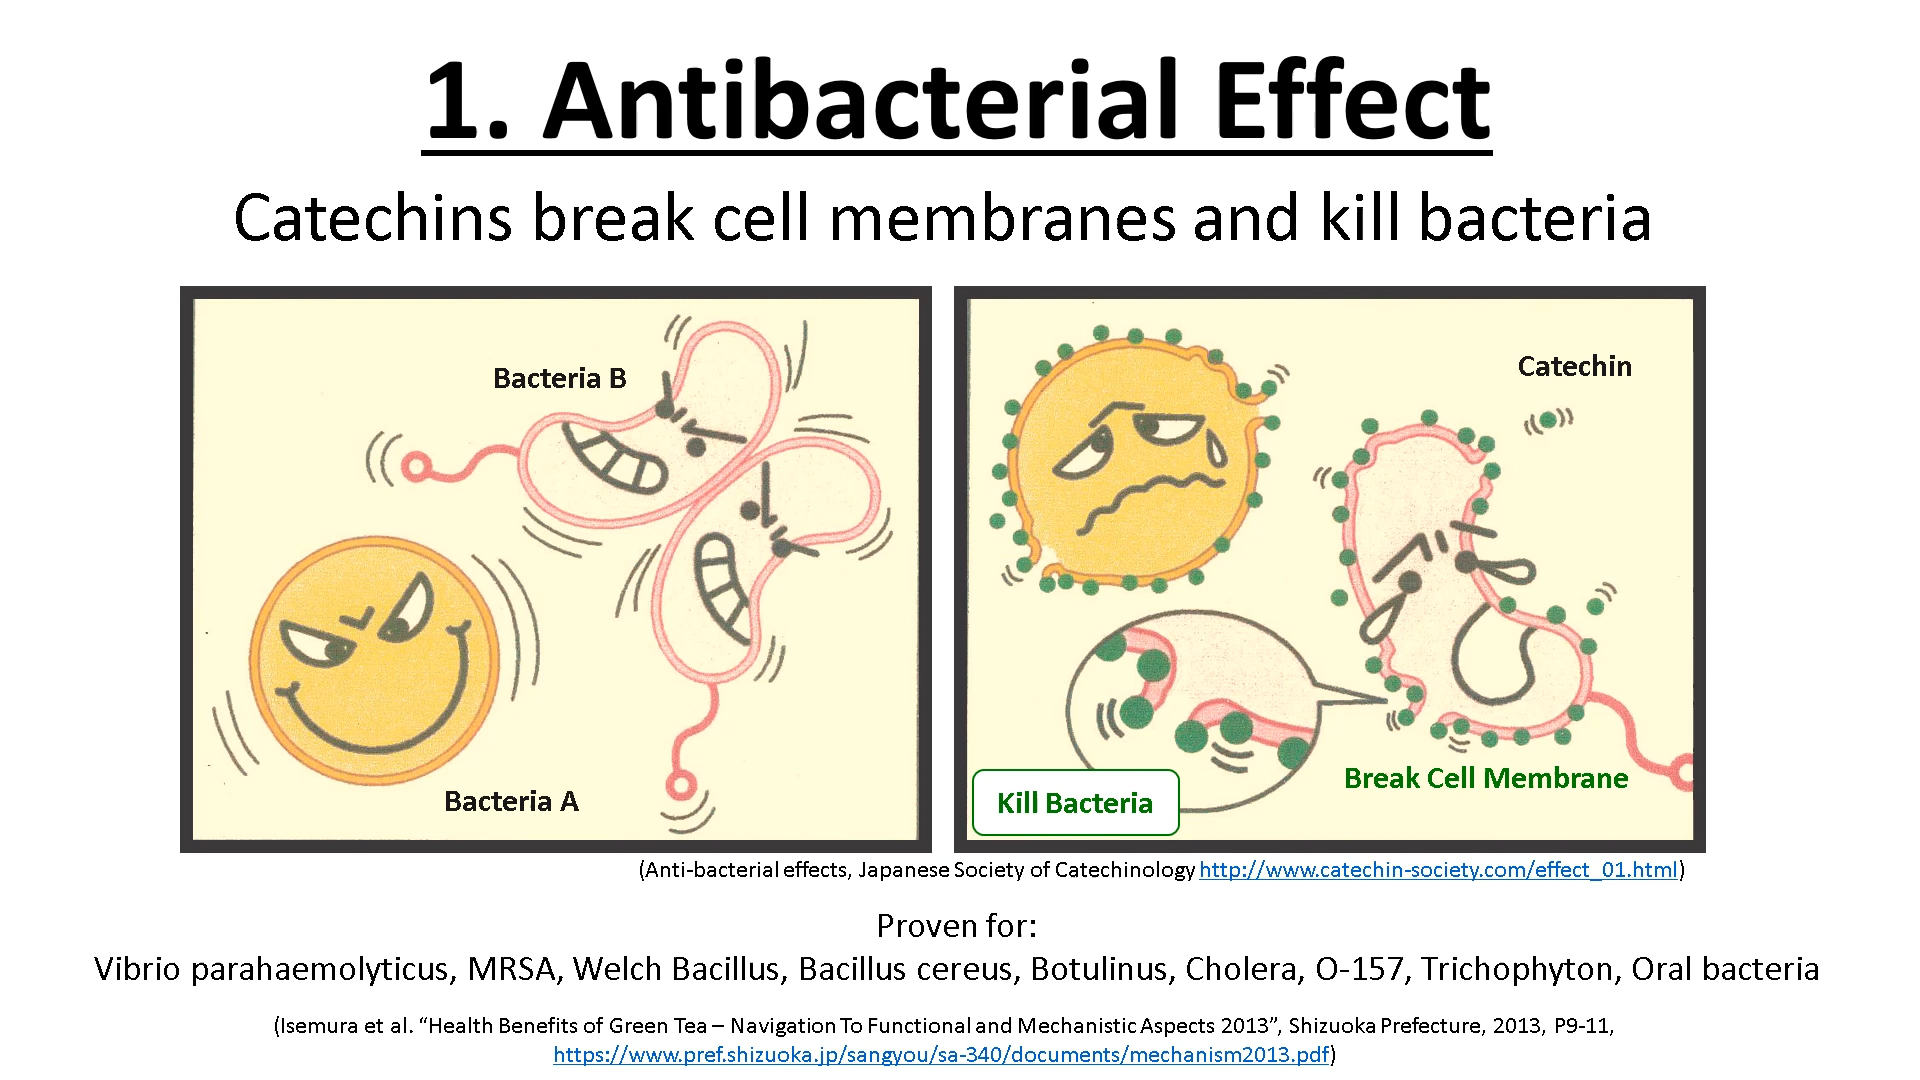 1. Antibacterial Effect
Catechins break cell membranes and kill bacteria
Bacteria B
Bacteria A
Catechin
Break Cell Membrane
Kill Bacteria
(Anti-bacterial effects, Japanese Society of Catechinology http://www.catechin-society.com/effect_01.html)
Proven for:
Vibrio parahaemolyticus, MRSA, Welch Bacillus, Bacillus cereus, Botulinus, Cholera, O-157, Trichophyton, Oral bacteria
(Isemura et al. “Health Benefits of Green Tea – Navigation To Functional and Mechanistic Aspects 2013”, Shizuoka Prefecture, 2013, P9-11,
https://www.pref.shizuoka.jp/sangyou/sa-340/documents/mechanism2013.pdf)